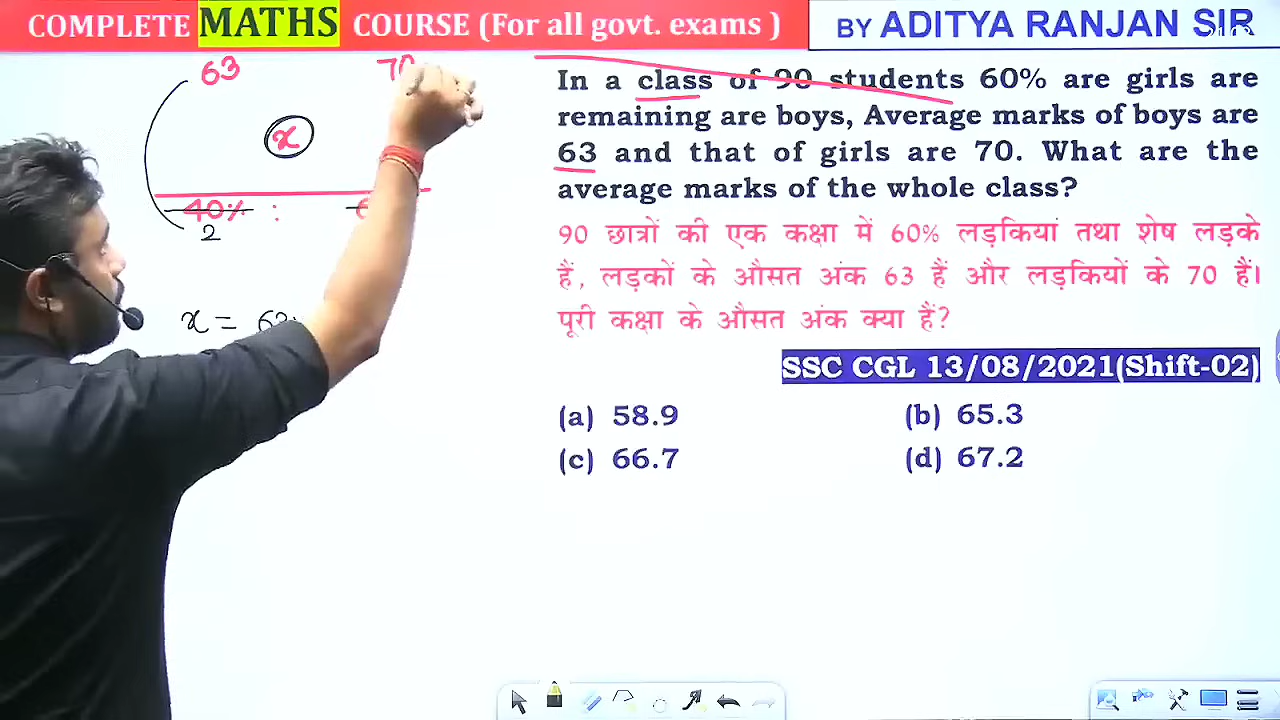 COMPLETE MATHS COURSE (For all govt. exams )
BY ADITYA RANJAN SIR
63 70
x
40% :
2
x = 63
In a class of 90 students 60% are girls are
remaining are boys, Average marks of boys are
63 and that of girls are 70. What are the
average marks of the whole class?
90 छात्रों की एक कक्षा में 60% लड़कियां तथा शेष लड़के
हैं, लड़कों के औसत अंक 63 हैं और लड़कियों के 70 हैं।
पूरी कक्षा के औसत अंक क्या हैं?
SSC CGL 13/08/2021(Shift-02)
(a) 58.9 (b) 65.3
(c) 66.7 (d) 67.2